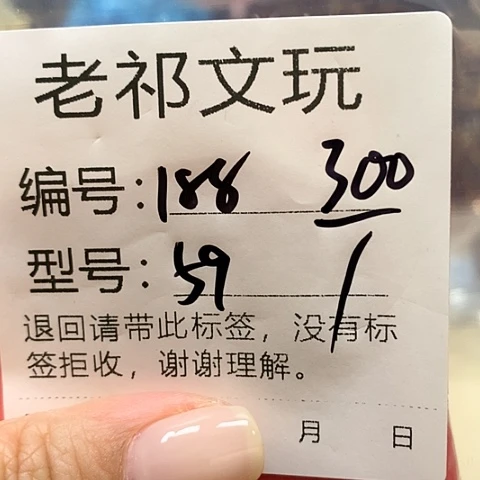 老祁文玩
编号：188 300
型号：59 /
退回请带此标签，没有标
签拒收，谢谢理解。
月 日